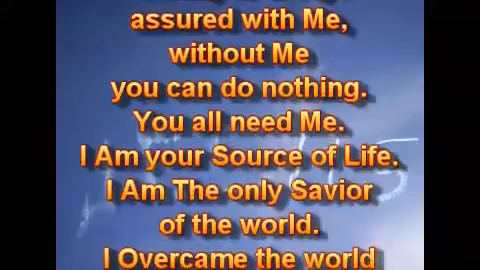 assured with Me,
without Me
you can do nothing.
You all need Me.
I Am your Source of Life.
I Am The only Savior
of the world.
I Overcame the world